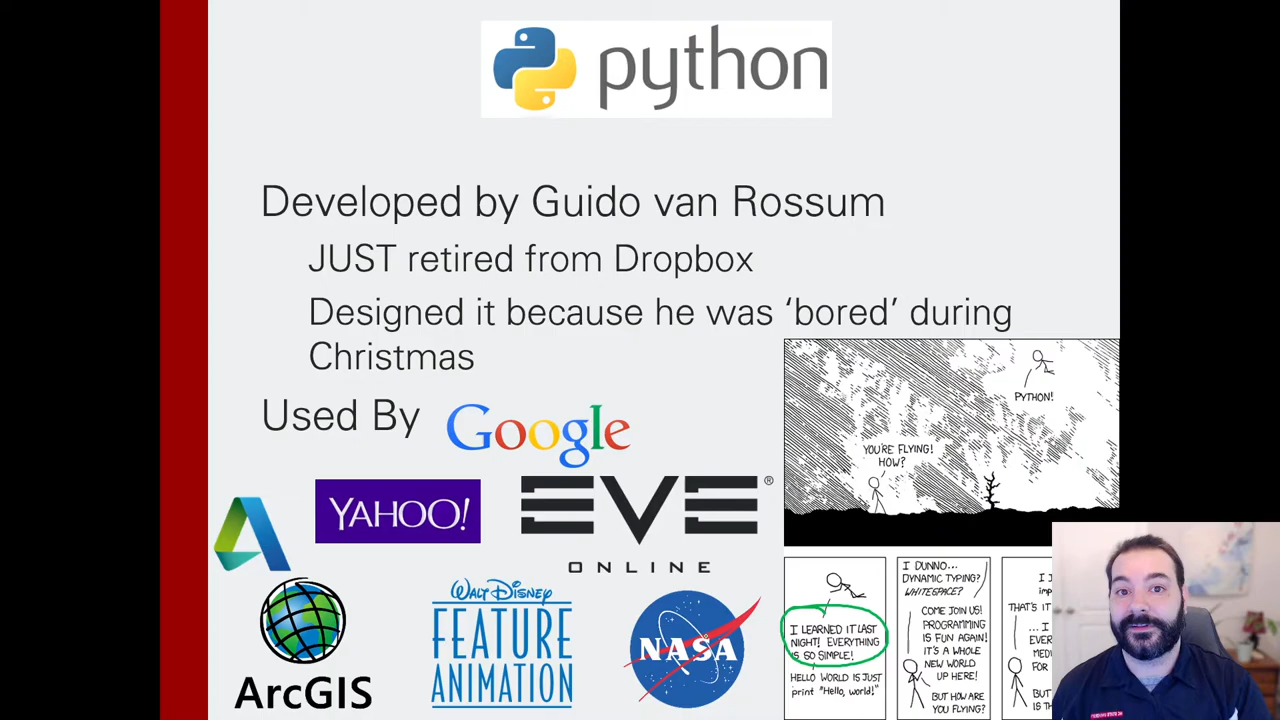 python
Developed by Guido van Rossum
JUST retired from Dropbox
Designed it because he was ‘bored’ during
Christmas
Used By
Google
YAHOO!
EVE®
ONLINE
ArcGIS
WALT DISNEY
FEATURE
ANIMATION
NASA
PYTHON!
YOU'RE FLYING!
HOW?
I LEARNED IT LAST
NIGHT! EVERYTHING
IS SO SIMPLE!
HELLO WORLD IS JUST
print "Hello, world!"
I DUNNO...
DYNAMIC TYPING?
WHITESPACE?
COME JOIN US!
PROGRAMMING
IS FUN AGAIN!
IT'S A WHOLE
NEW WORLD
UP HERE!
BUT HOW ARE
YOU FLYING?
THAT'S IT
... I
BUT